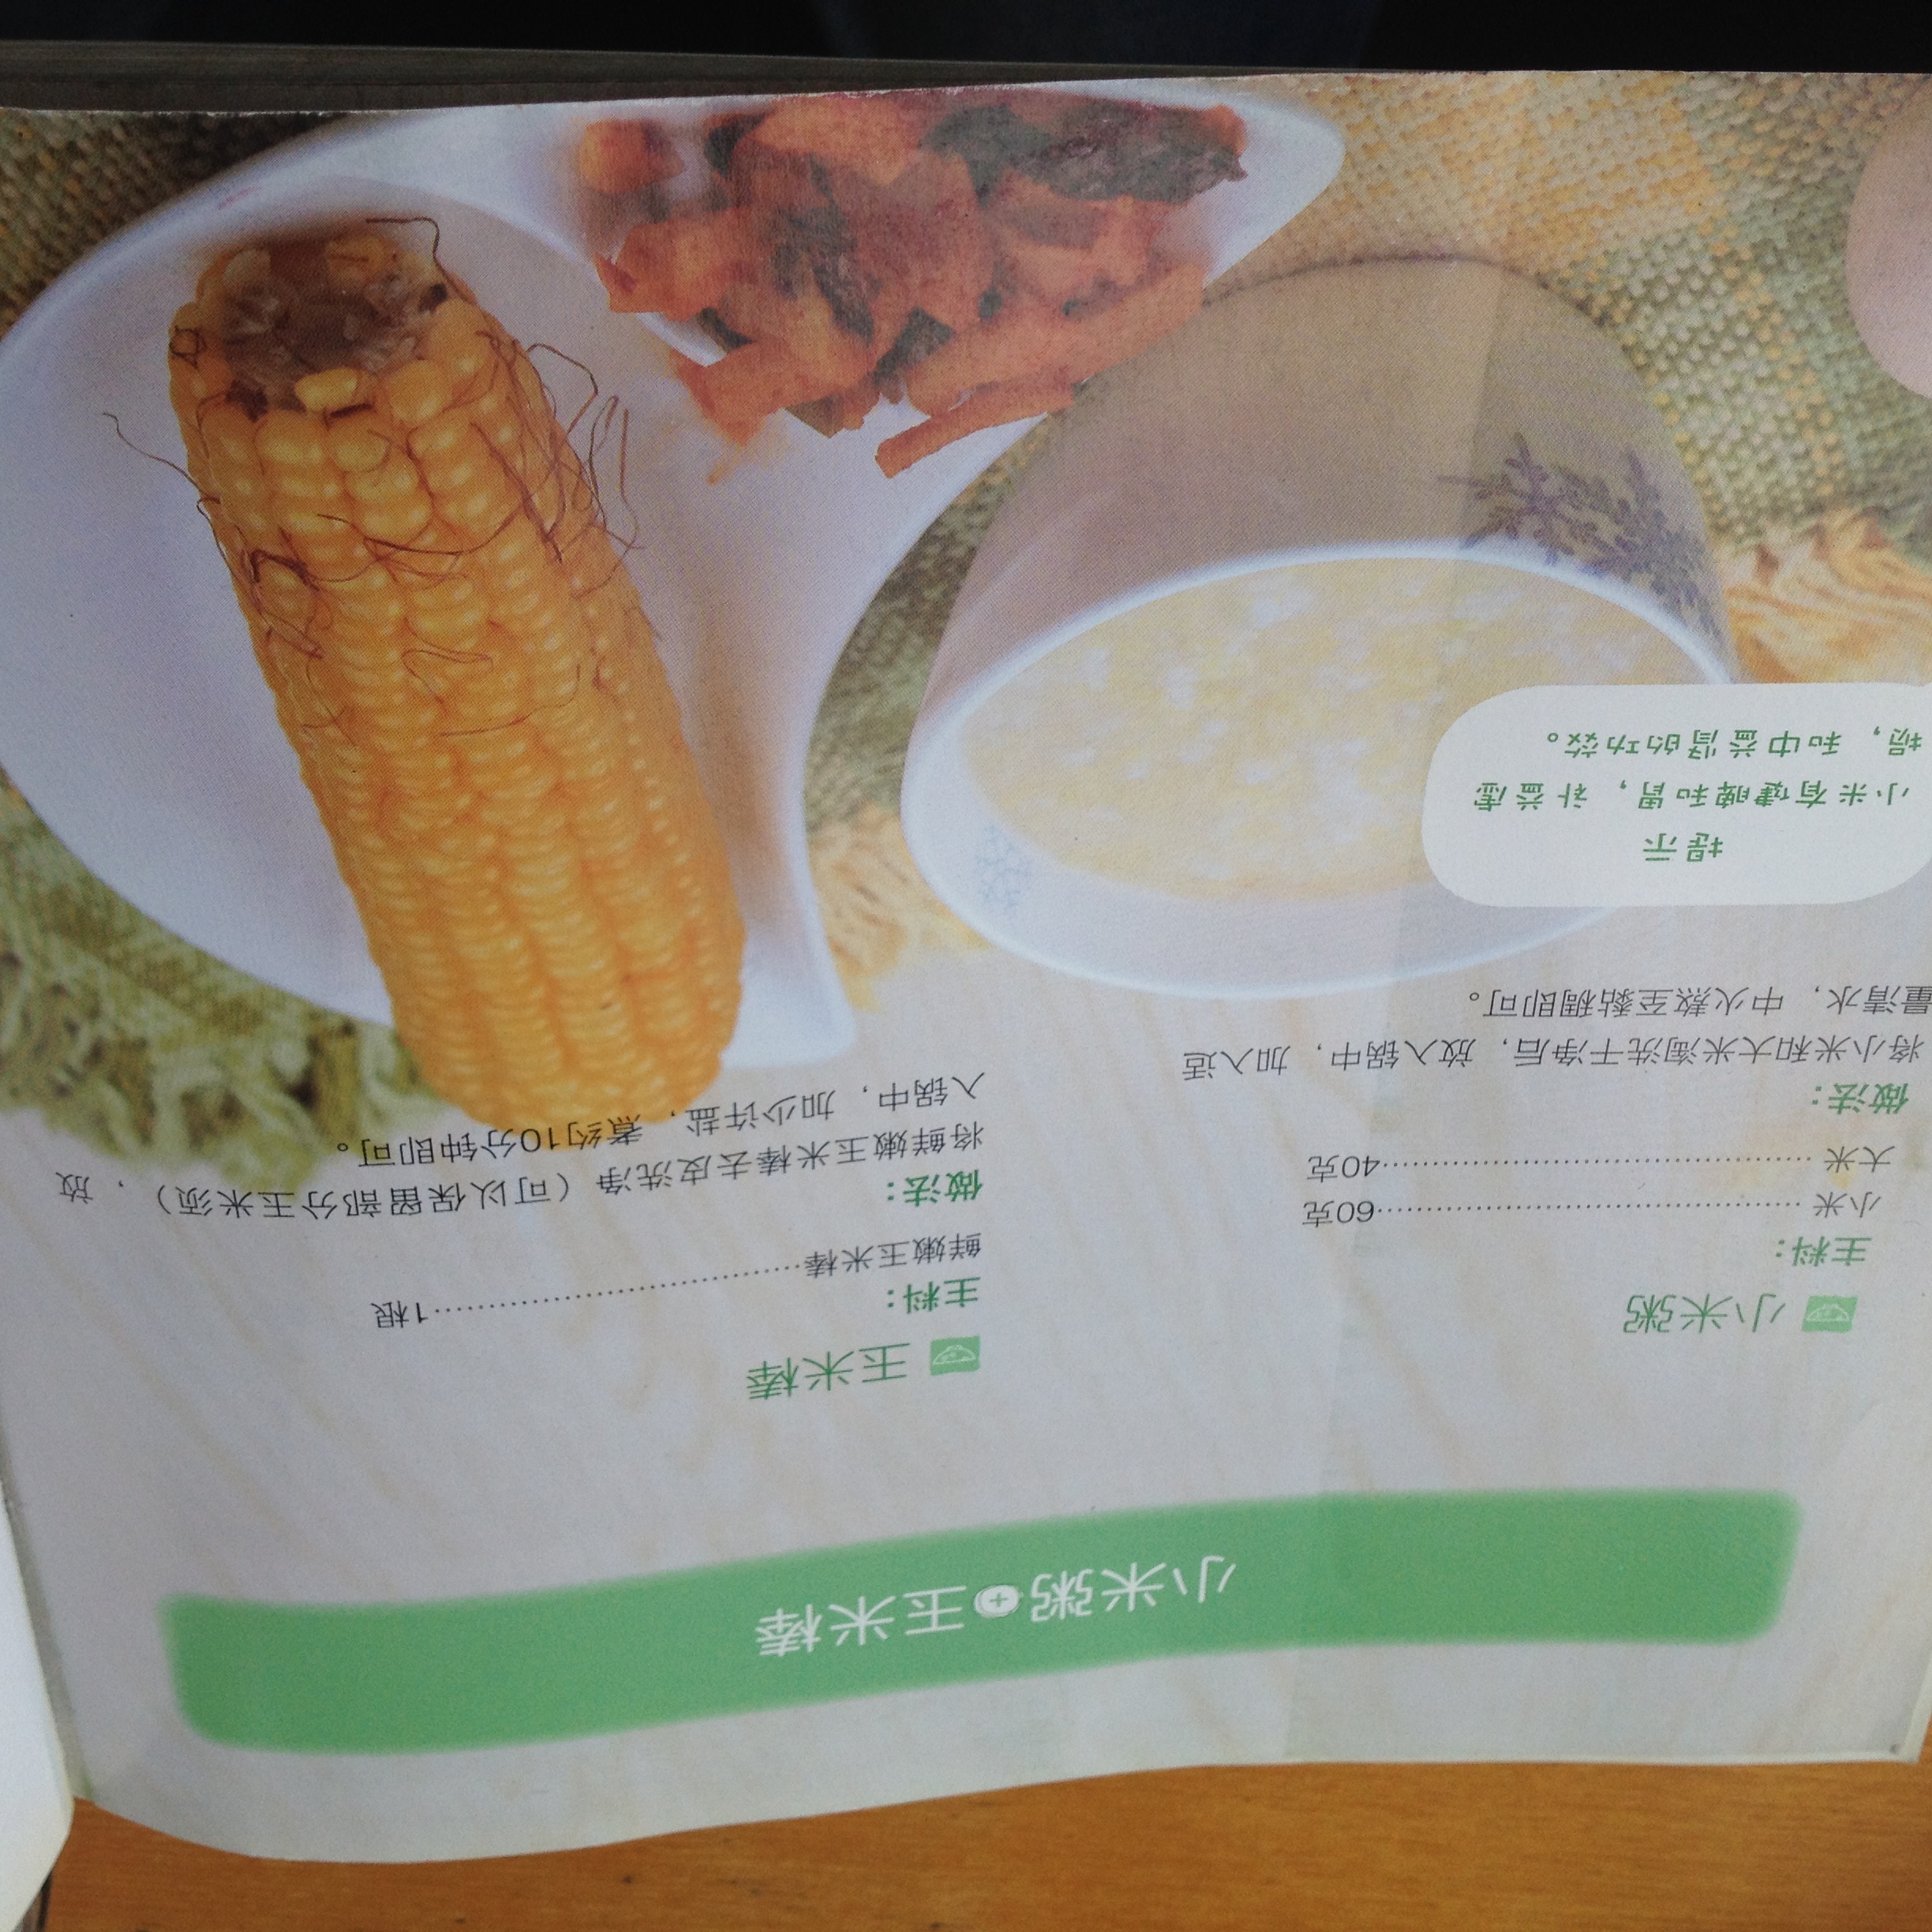 小米粥+玉米棒
小米粥
主料：
小米……………………………………60克
大米……………………………………40克
做法：
将小米和大米淘洗干净后，放入锅中，加入适
量清水，中火熬至黏稠即可。
提示
小米有健脾和胃，补益虚
损，和中益肾的功效。
玉米棒
主料：
鲜嫩玉米棒……………………………………1根
做法：
将鲜嫩玉米棒去皮洗净（可以保留部分玉米须），放
入锅中，加少许盐，煮约10分钟即可。